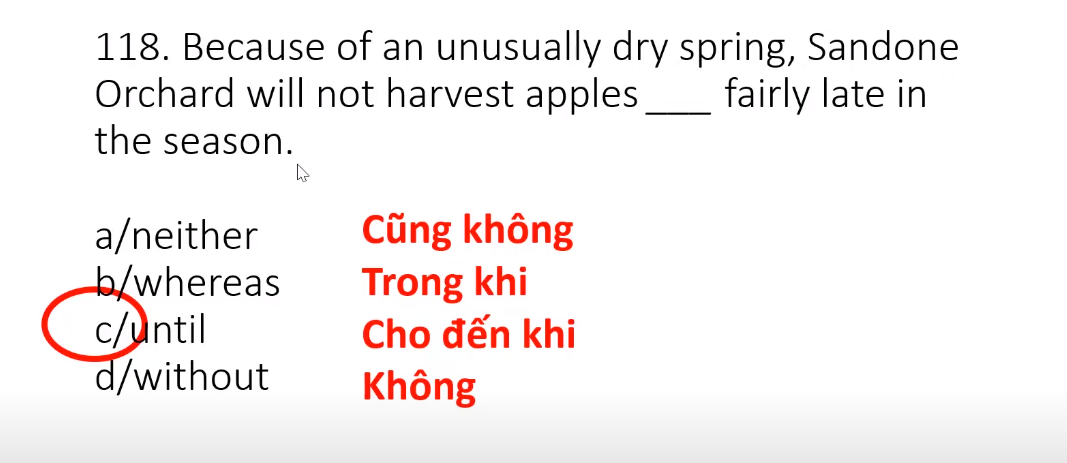 118. Because of an unusually dry spring, Sandone
Orchard will not harvest apples ___ fairly late in
the season.
a/neither Cũng không
b/whereas Trong khi
c/until Cho đến khi
d/without Không